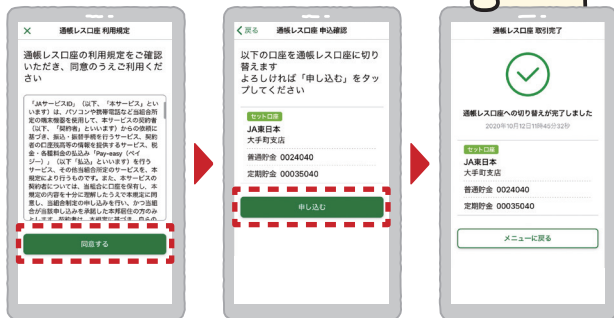 通帳レス口座 利用規定
通帳レス口座の利用規定をご確認
いただき、同意のうえご利用くだ
さい
「JAサービスID」(以下、「本サービス」とい
います)は、パソコンや携帯電話など当組合所
定の端末機器を使用して、本サービスの契約者
(以下、「契約者」といいます)からの依頼に
基づき、振込・振替手続を行うサービス、契約
者の口座残高等の情報を提供するサービス、税
金・各種料金の払込み「Pay-easy(ペイ
ジー)」(以下「払込」といいます)を行う
サービス、その他当組合所定のサービスを、本
規定により行うものです。また、本サービスの
契約者については、当組合に口座を保有し、本
規定の内容を十分に理解したうえで本規定に同
意し、当組合制定の申し込みを行い、かつ当組
合が当該申し込みを承諾した本邦居住の方のみ
同意する
戻る 通帳レス口座 申込確認
以下の口座を通帳レス口座に切り
替えます
よろしければ「申し込む」をタッ
プしてください
セット口座
JA東日本
大手町支店
普通貯金 0024040
定期貯金 00035040
申し込む
通帳レス口座 取引完了
通帳レス口座への切り替えが完了しました
2020年10月12日11時45分32秒
セット口座
JA東日本
大手町支店
普通貯金 0024040
定期貯金 00035040
メニューに戻る